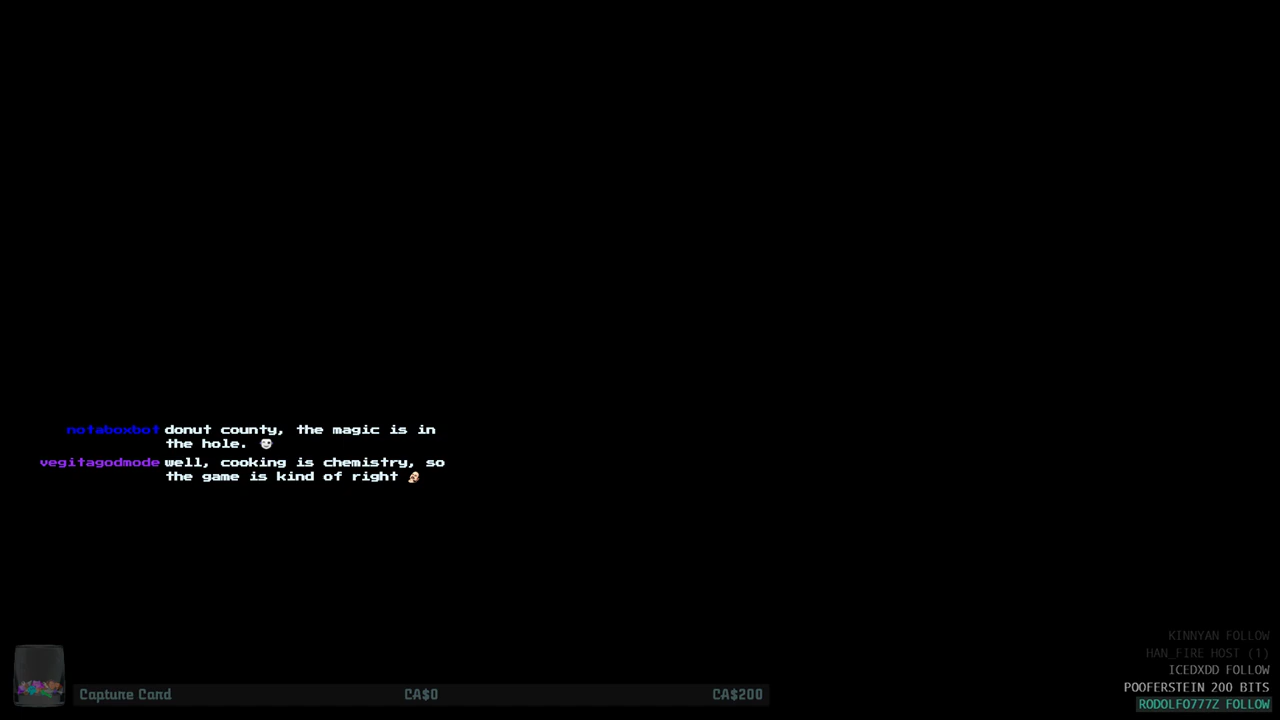 notaboxbot donut county, the magic is in
the hole.
vegitagodmode well, cooking is chemistry, so
the game is kind of right
KINNYAN FOLLOW
HAN_FIRE HOST (1)
ICEDXDD FOLLOW
POOFERSTEIN 200 BITS
Capture Card CA$0 CA$200
RODOLFO777Z FOLLOW